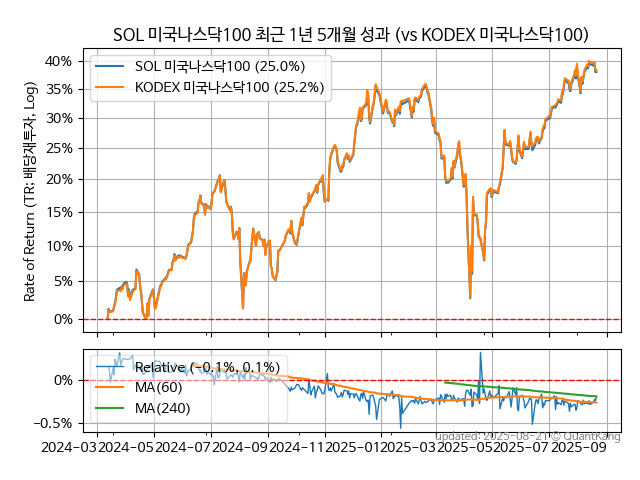 SOL 미국나스닥100 최근 1년 5개월 성과 (vs KODEX 미국나스닥100)
SOL 미국나스닥100 (25.0%)
KODEX 미국나스닥100 (25.2%)
Rate of Return (TR: 배당재투자, Log)
40%
35%
30%
25%
20%
15%
10%
5%
0%
Relative (−0.1%, 0.1%)
MA(60)
MA(240)
0%
−0.5%
2024-03
2024-05
2024-07
2024-09
2024-11
2025-01
2025-03
2025-05
2025-07
2025-09
updated: 2025-08-21 © QuantKang